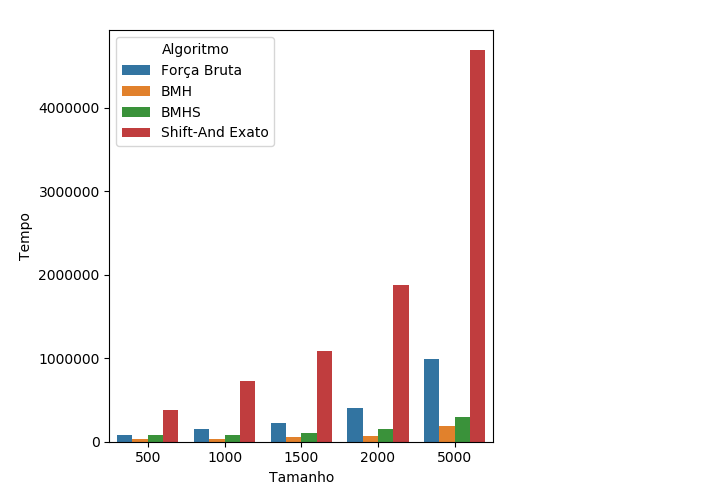 Algoritmo
Força Bruta
BMH
BMHS
Shift-And Exato
Tempo
4000000
3000000
2000000
1000000
0
500 1000 1500 2000 5000
Tamanho